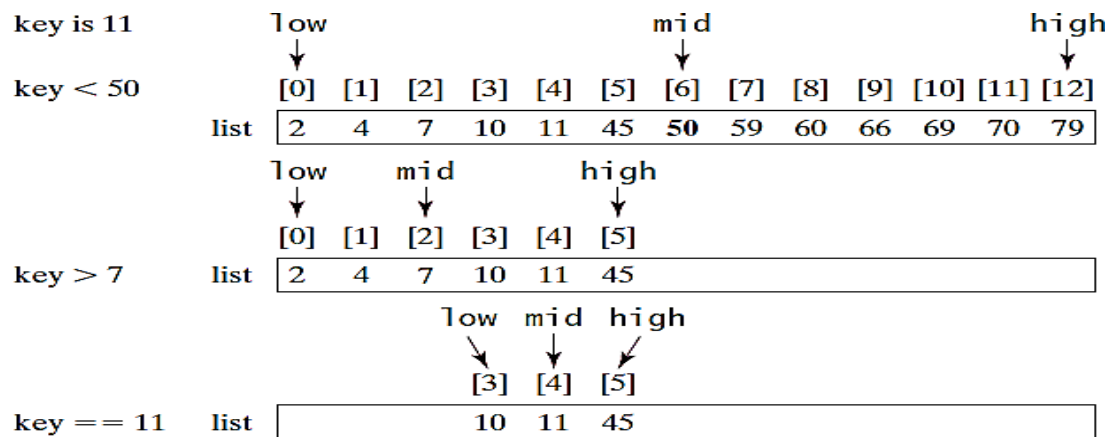 key is 11 low mid high
key < 50 [0] [1] [2] [3] [4] [5] [6] [7] [8] [9] [10] [11] [12]
list 2 4 7 10 11 45 50 59 60 66 69 70 79
low mid high
[0] [1] [2] [3] [4] [5]
key > 7 list 2 4 7 10 11 45
low mid high
[3] [4] [5]
key == 11 list 10 11 45